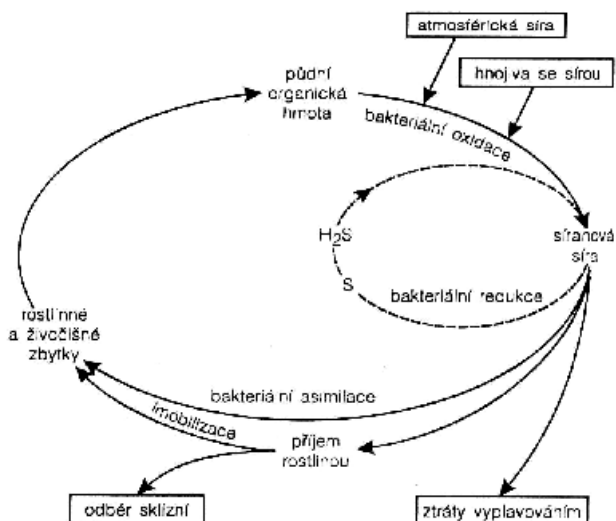 atmosférická síra
hnojiva se sírou
půdní
organická
hmota
bakteriální oxidace
H₂S
síranová
síra
S
bakteriální redukce
rostlinné
a živočišné
zbytky
bakteriální asimilace
imobilizace
příjem
rostlinou
odběr sklizní
ztráty vyplavováním